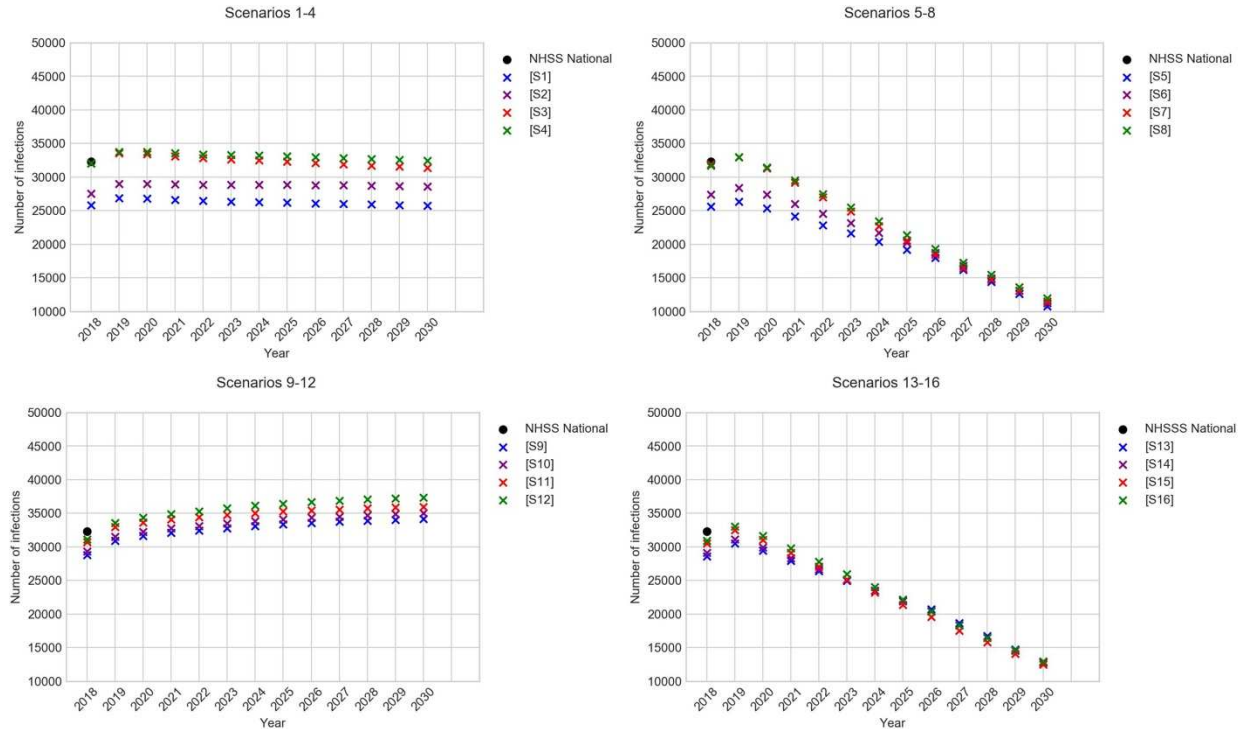 Scenarios 1-4
50000
45000
40000
35000
30000
25000
20000
15000
10000
Number of infections
2018 2019 2020 2021 2022 2023 2024 2025 2026 2027 2028 2029 2030
Year
NHSS National
[S1]
[S2]
[S3]
[S4]
Scenarios 5-8
50000
45000
40000
35000
30000
25000
20000
15000
10000
Number of infections
2018 2019 2020 2021 2022 2023 2024 2025 2026 2027 2028 2029 2030
Year
NHSS National
[S5]
[S6]
[S7]
[S8]
Scenarios 9-12
50000
45000
40000
35000
30000
25000
20000
15000
10000
Number of infections
2018 2019 2020 2021 2022 2023 2024 2025 2026 2027 2028 2029 2030
Year
NHSS National
[S9]
[S10]
[S11]
[S12]
Scenarios 13-16
50000
45000
40000
35000
30000
25000
20000
15000
10000
Number of infections
2018 2019 2020 2021 2022 2023 2024 2025 2026 2027 2028 2029 2030
Year
NHSSS National
[S13]
[S14]
[S15]
[S16]